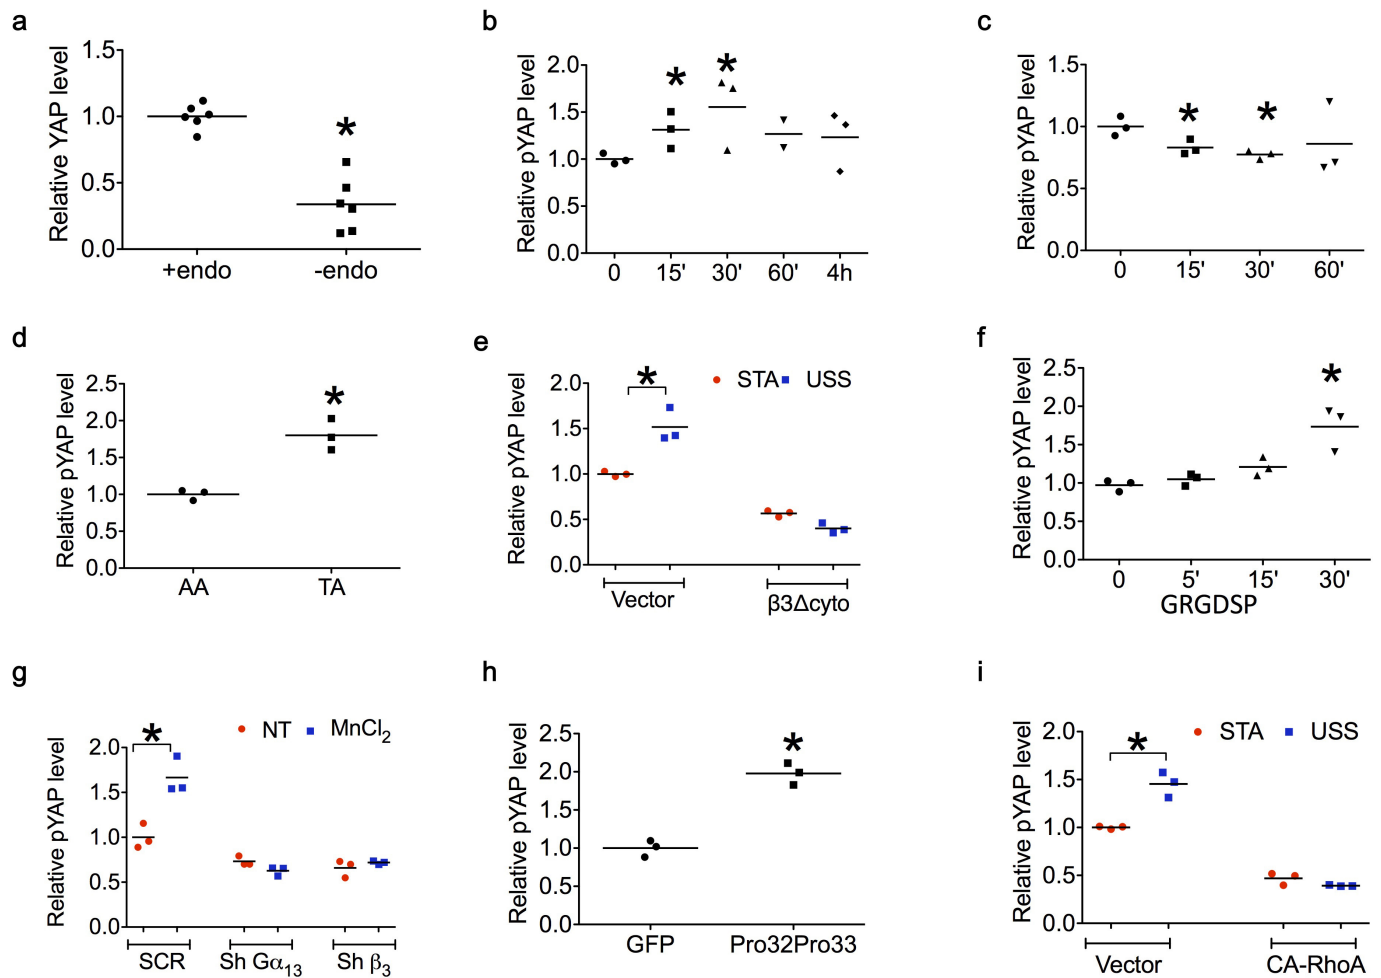 a
Relative YAP level
1.5
1.0
0.5
0.0
*
+endo -endo
b
Relative pYAP level
2.0
1.5
1.0
0.5
0.0
* *
0 15' 30' 60' 4h
c
Relative pYAP level
1.5
1.0
0.5
0.0
* *
0 15' 30' 60'
d
Relative pYAP level
2.5
2.0
1.5
1.0
0.5
0.0
*
AA TA
e
Relative pYAP level
STA USS
2.0
1.5
1.0
0.5
0.0
*
Vector β3Δcyto
f
Relative pYAP level
2.5
2.0
1.5
1.0
0.5
0.0
*
0 5' 15' 30'
GRGDSP
g
Relative pYAP level
NT MnCl₂
2.0
1.5
1.0
0.5
0.0
*
SCR Sh Gα₁₃ Sh β₃
h
Relative pYAP level
2.5
2.0
1.5
1.0
0.5
0.0
*
GFP Pro32Pro33
i
Relative pYAP level
STA USS
2.0
1.5
1.0
0.5
0.0
*
Vector CA-RhoA